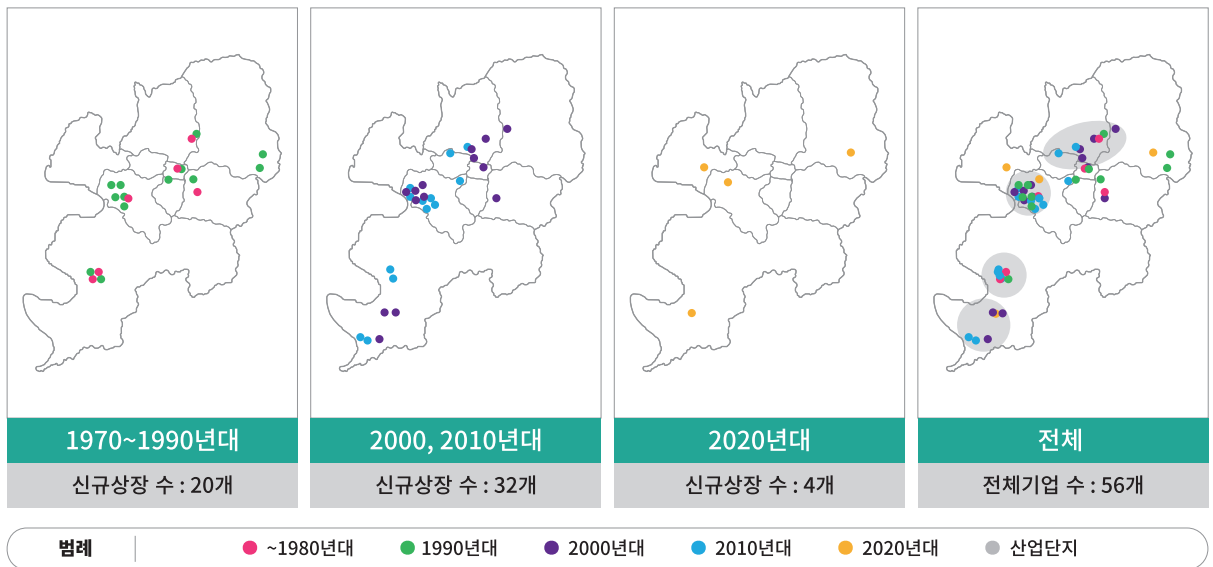 1970~1990년대
2000, 2010년대
2020년대
전체
신규상장 수 : 20개
신규상장 수 : 32개
신규상장 수 : 4개
전체기업 수 : 56개
범례
~1980년대
1990년대
2000년대
2010년대
2020년대
산업단지